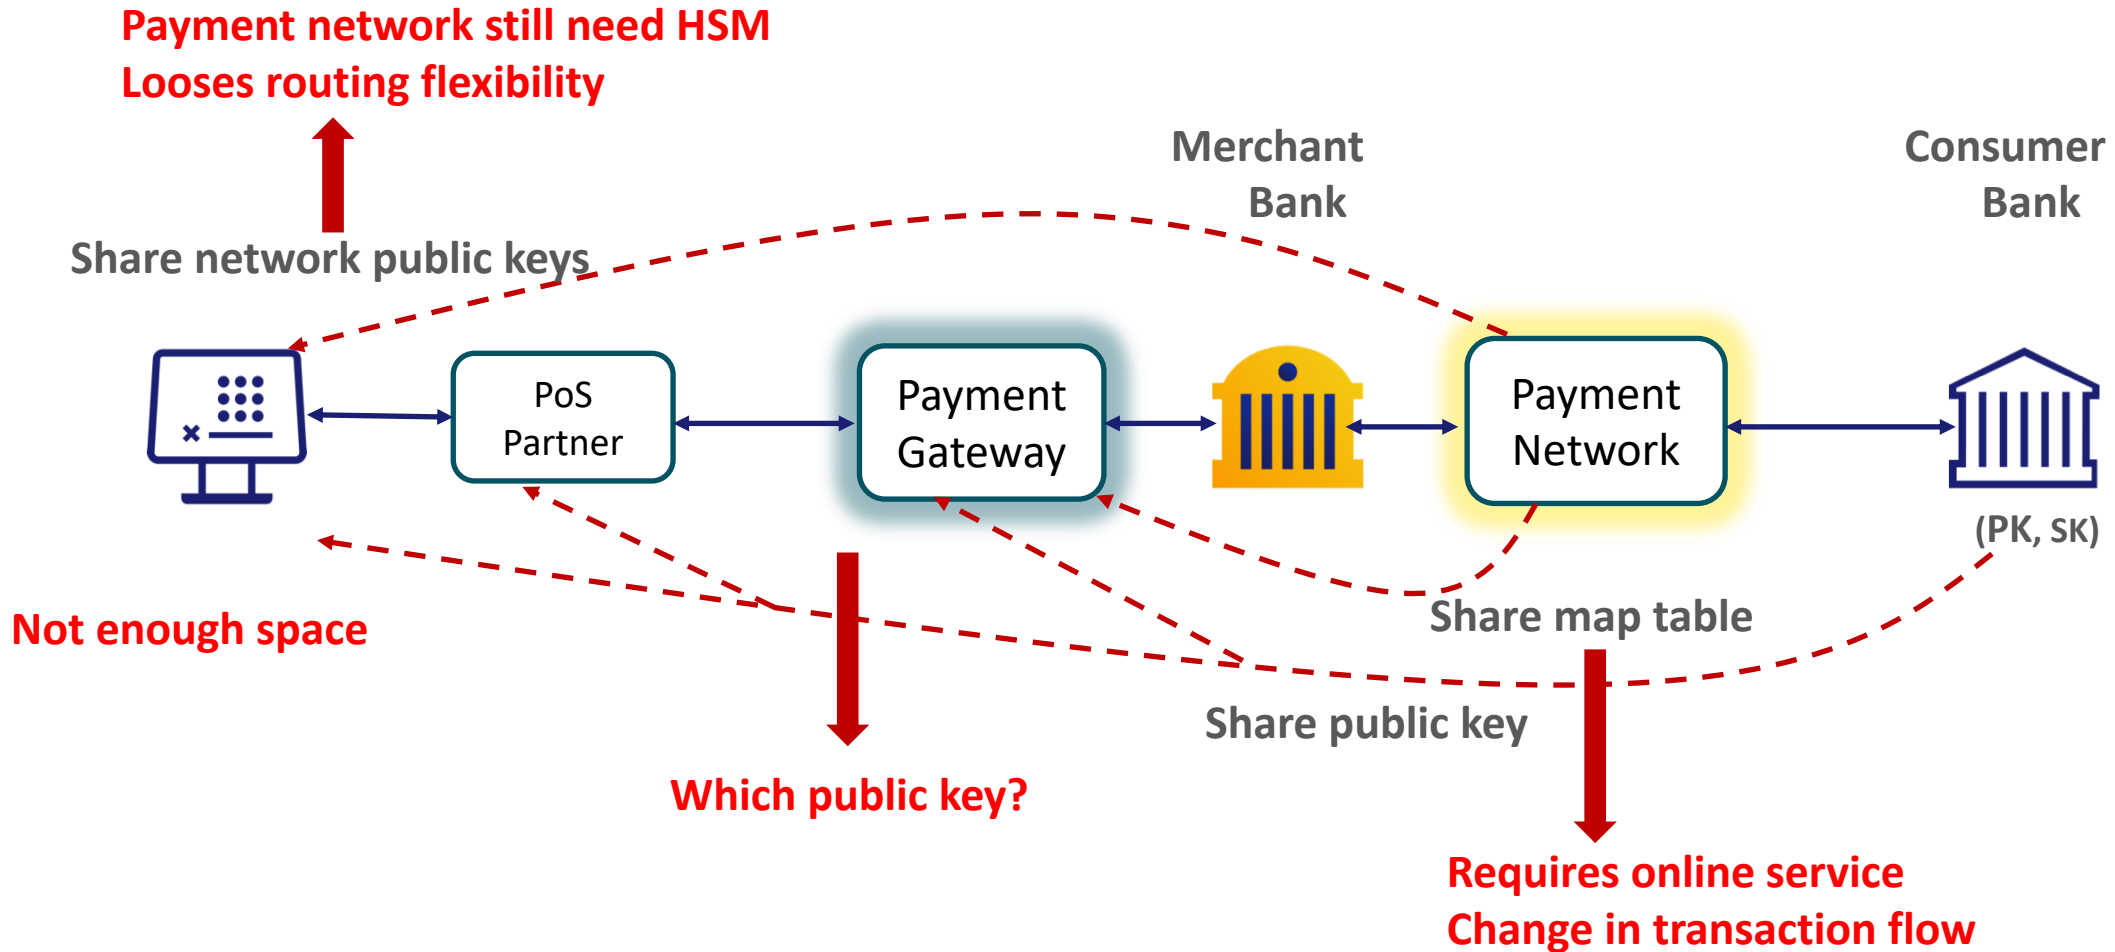 Payment network still need HSM
Looses routing flexibility
Merchant
Bank
Consumer
Bank
Share network public keys
PoS
Partner
Payment
Gateway
Payment
Network
(PK, SK)
Not enough space
Share map table
Share public key
Which public key?
Requires online service
Change in transaction flow